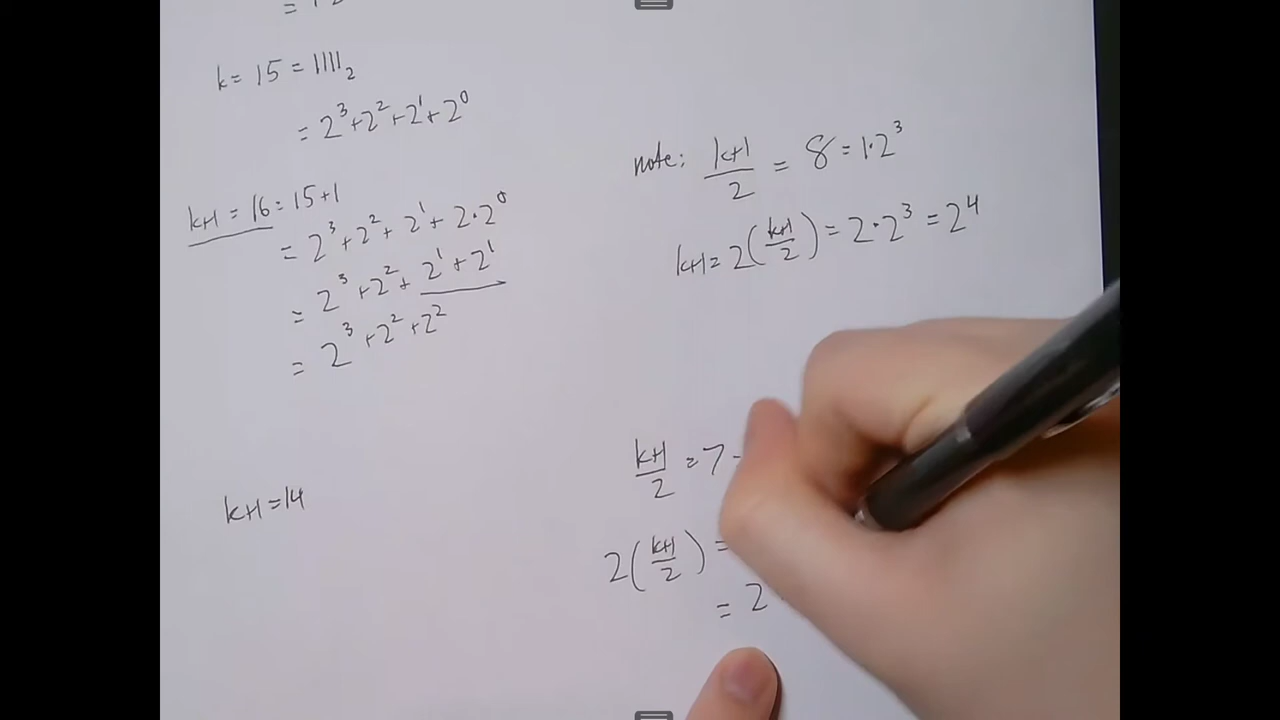 k = 15 = 1111₂
= 2³ + 2² + 2¹ + 2⁰
k+1 = 16 = 15 + 1
= 2³ + 2² + 2¹ + 2·2⁰
= 2³ + 2² + 2¹ + 2¹
= 2³ + 2² + 2²
k+1 = 14
note: (k+1)/2 = 8 = 1·2³
k+1 = 2((k+1)/2) = 2·2³ = 2⁴
(k+1)/2 = 7
2((k+1)/2) =
= 2